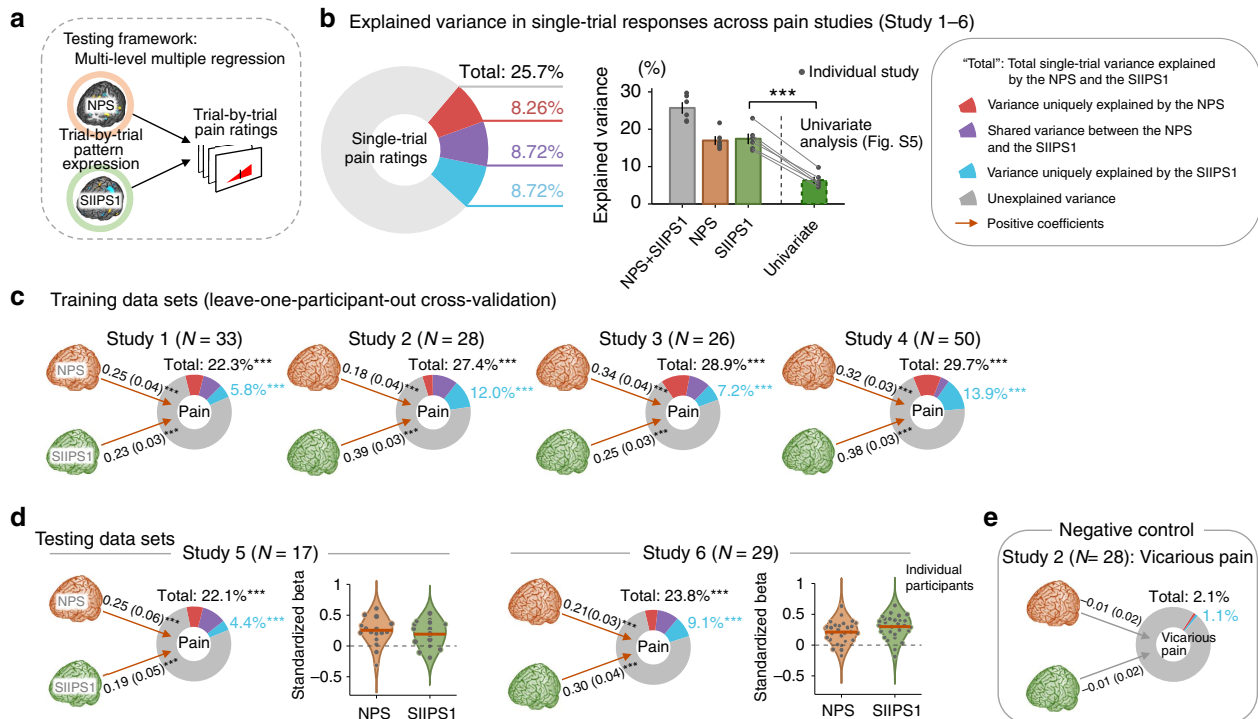 a
Testing framework:
Multi-level multiple regression
NPS
Trial-by-trial
pattern
expression
SIIPS1
Trial-by-trial
pain ratings
b Explained variance in single-trial responses across pain studies (Study 1–6)
Single-trial
pain ratings
Total: 25.7%
8.26%
8.72%
8.72%
Explained variance
(%)
30
20
10
0
NPS+SIIPS1
NPS
SIIPS1
Univariate
Individual study
***
Univariate
analysis (Fig. S5)
“Total”: Total single-trial variance explained
by the NPS and the SIIPS1
Variance uniquely explained by the NPS
Shared variance between the NPS
and the SIIPS1
Variance uniquely explained by the SIIPS1
Unexplained variance
Positive coefficients
c Training data sets (leave-one-participant-out cross-validation)
Study 1 (N = 33)
NPS
SIIPS1
0.25 (0.04)***
0.23 (0.03)***
Total: 22.3%***
5.8%***
Pain
Study 2 (N = 28)
0.18 (0.04)***
0.39 (0.03)***
Total: 27.4%***
12.0%***
Pain
Study 3 (N = 26)
0.34 (0.04)***
0.25 (0.03)***
Total: 28.9%***
7.2%***
Pain
Study 4 (N = 50)
0.32 (0.03)***
0.38 (0.03)***
Total: 29.7%***
13.9%***
Pain
d
Testing data sets
Study 5 (N = 17)
NPS
SIIPS1
0.25 (0.06)***
0.19 (0.05)***
Total: 22.1%***
4.4%***
Pain
Standardized beta
1
0.5
0
−0.5
NPS SIIPS1
Study 6 (N = 29)
0.21(0.03)***
0.30 (0.04)***
Total: 23.8%***
9.1%***
Pain
Standardized beta
1
0.5
0
−0.5
NPS SIIPS1
Individual
participants
e
Negative control
Study 2 (N= 28): Vicarious pain
−0.01 (0.02)
−0.01 (0.02)
Total: 2.1%
1.1%
Vicarious
pain